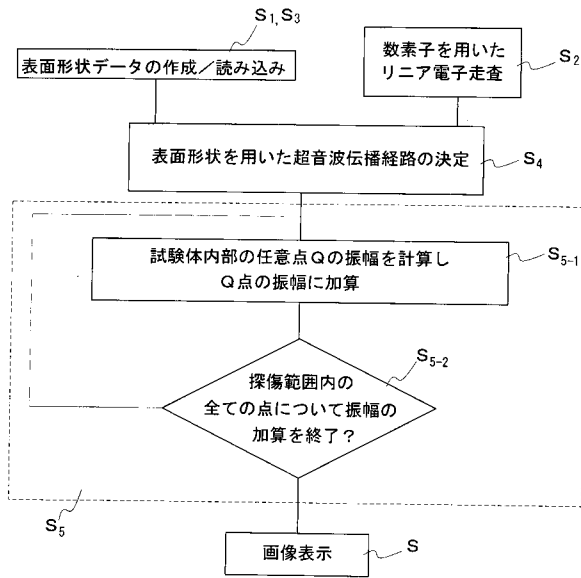 S1,S3
表面形状データの作成／読み込み
数素子を用いた
リニア電子走査
S2
表面形状を用いた超音波伝播経路の決定
S4
試験体内部の任意点Qの振幅を計算し
Q点の振幅に加算
S5-1
探傷範囲内の
全ての点について振幅の
加算を終了？
S5-2
S5
画像表示
S